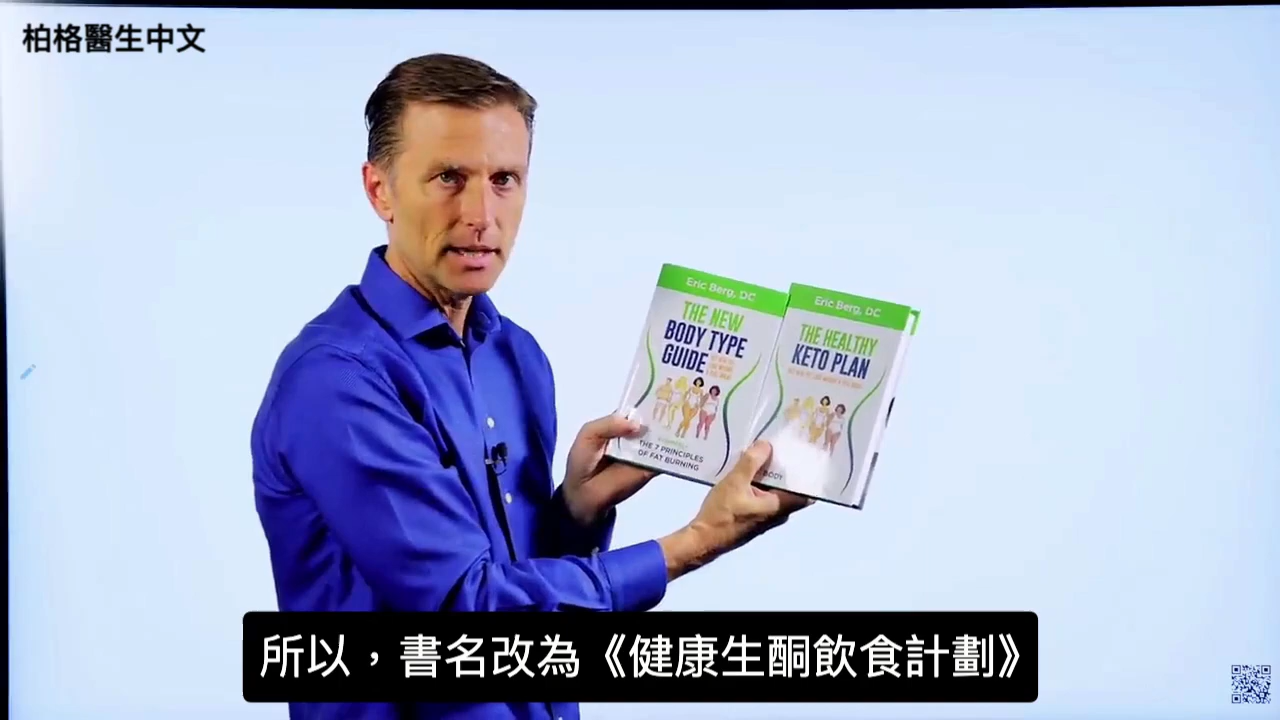 柏格醫生中文
Eric Berg, DC
THE NEW
BODY TYPE
GUIDE
THE 7 PRINCIPLES
OF FAT BURNING
Eric Berg, DC
THE HEALTHY
KETO PLAN
BODY
所以，書名改為《健康生酮飲食計劃》